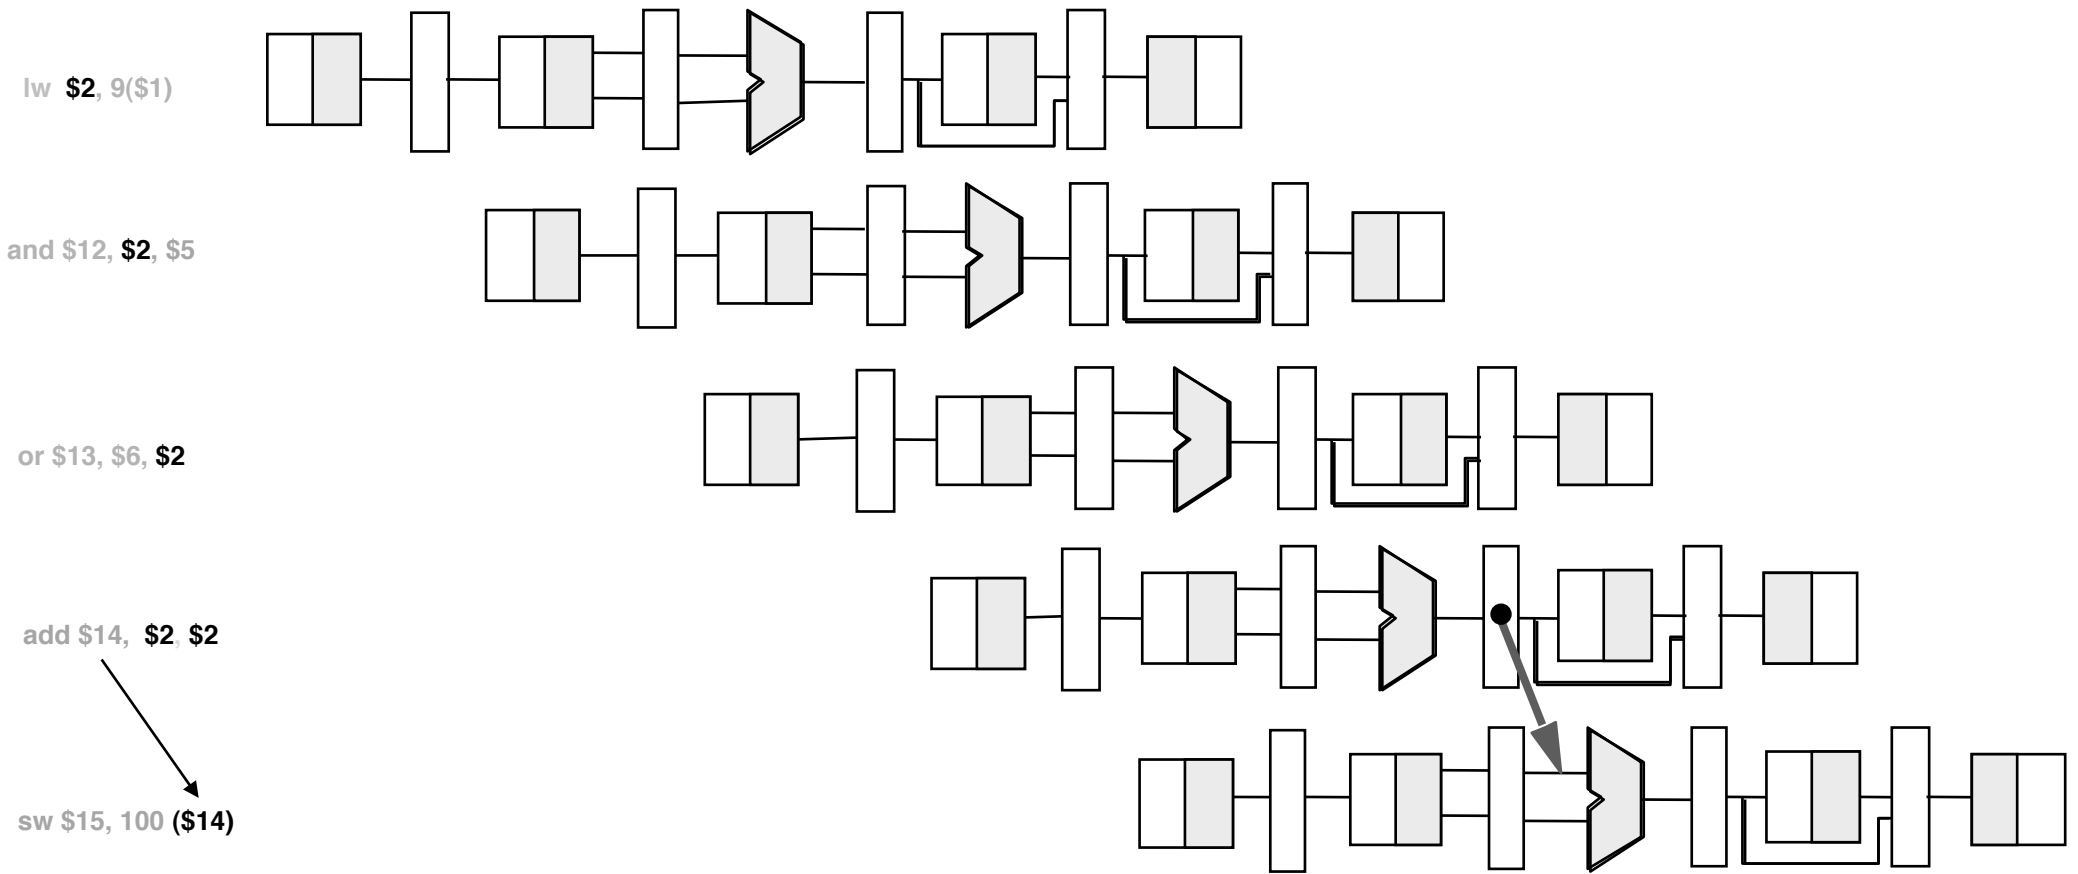 lw $2, 9($1)
and $12, $2, $5
or $13, $6, $2
add $14, $2, $2
sw $15, 100 ($14)